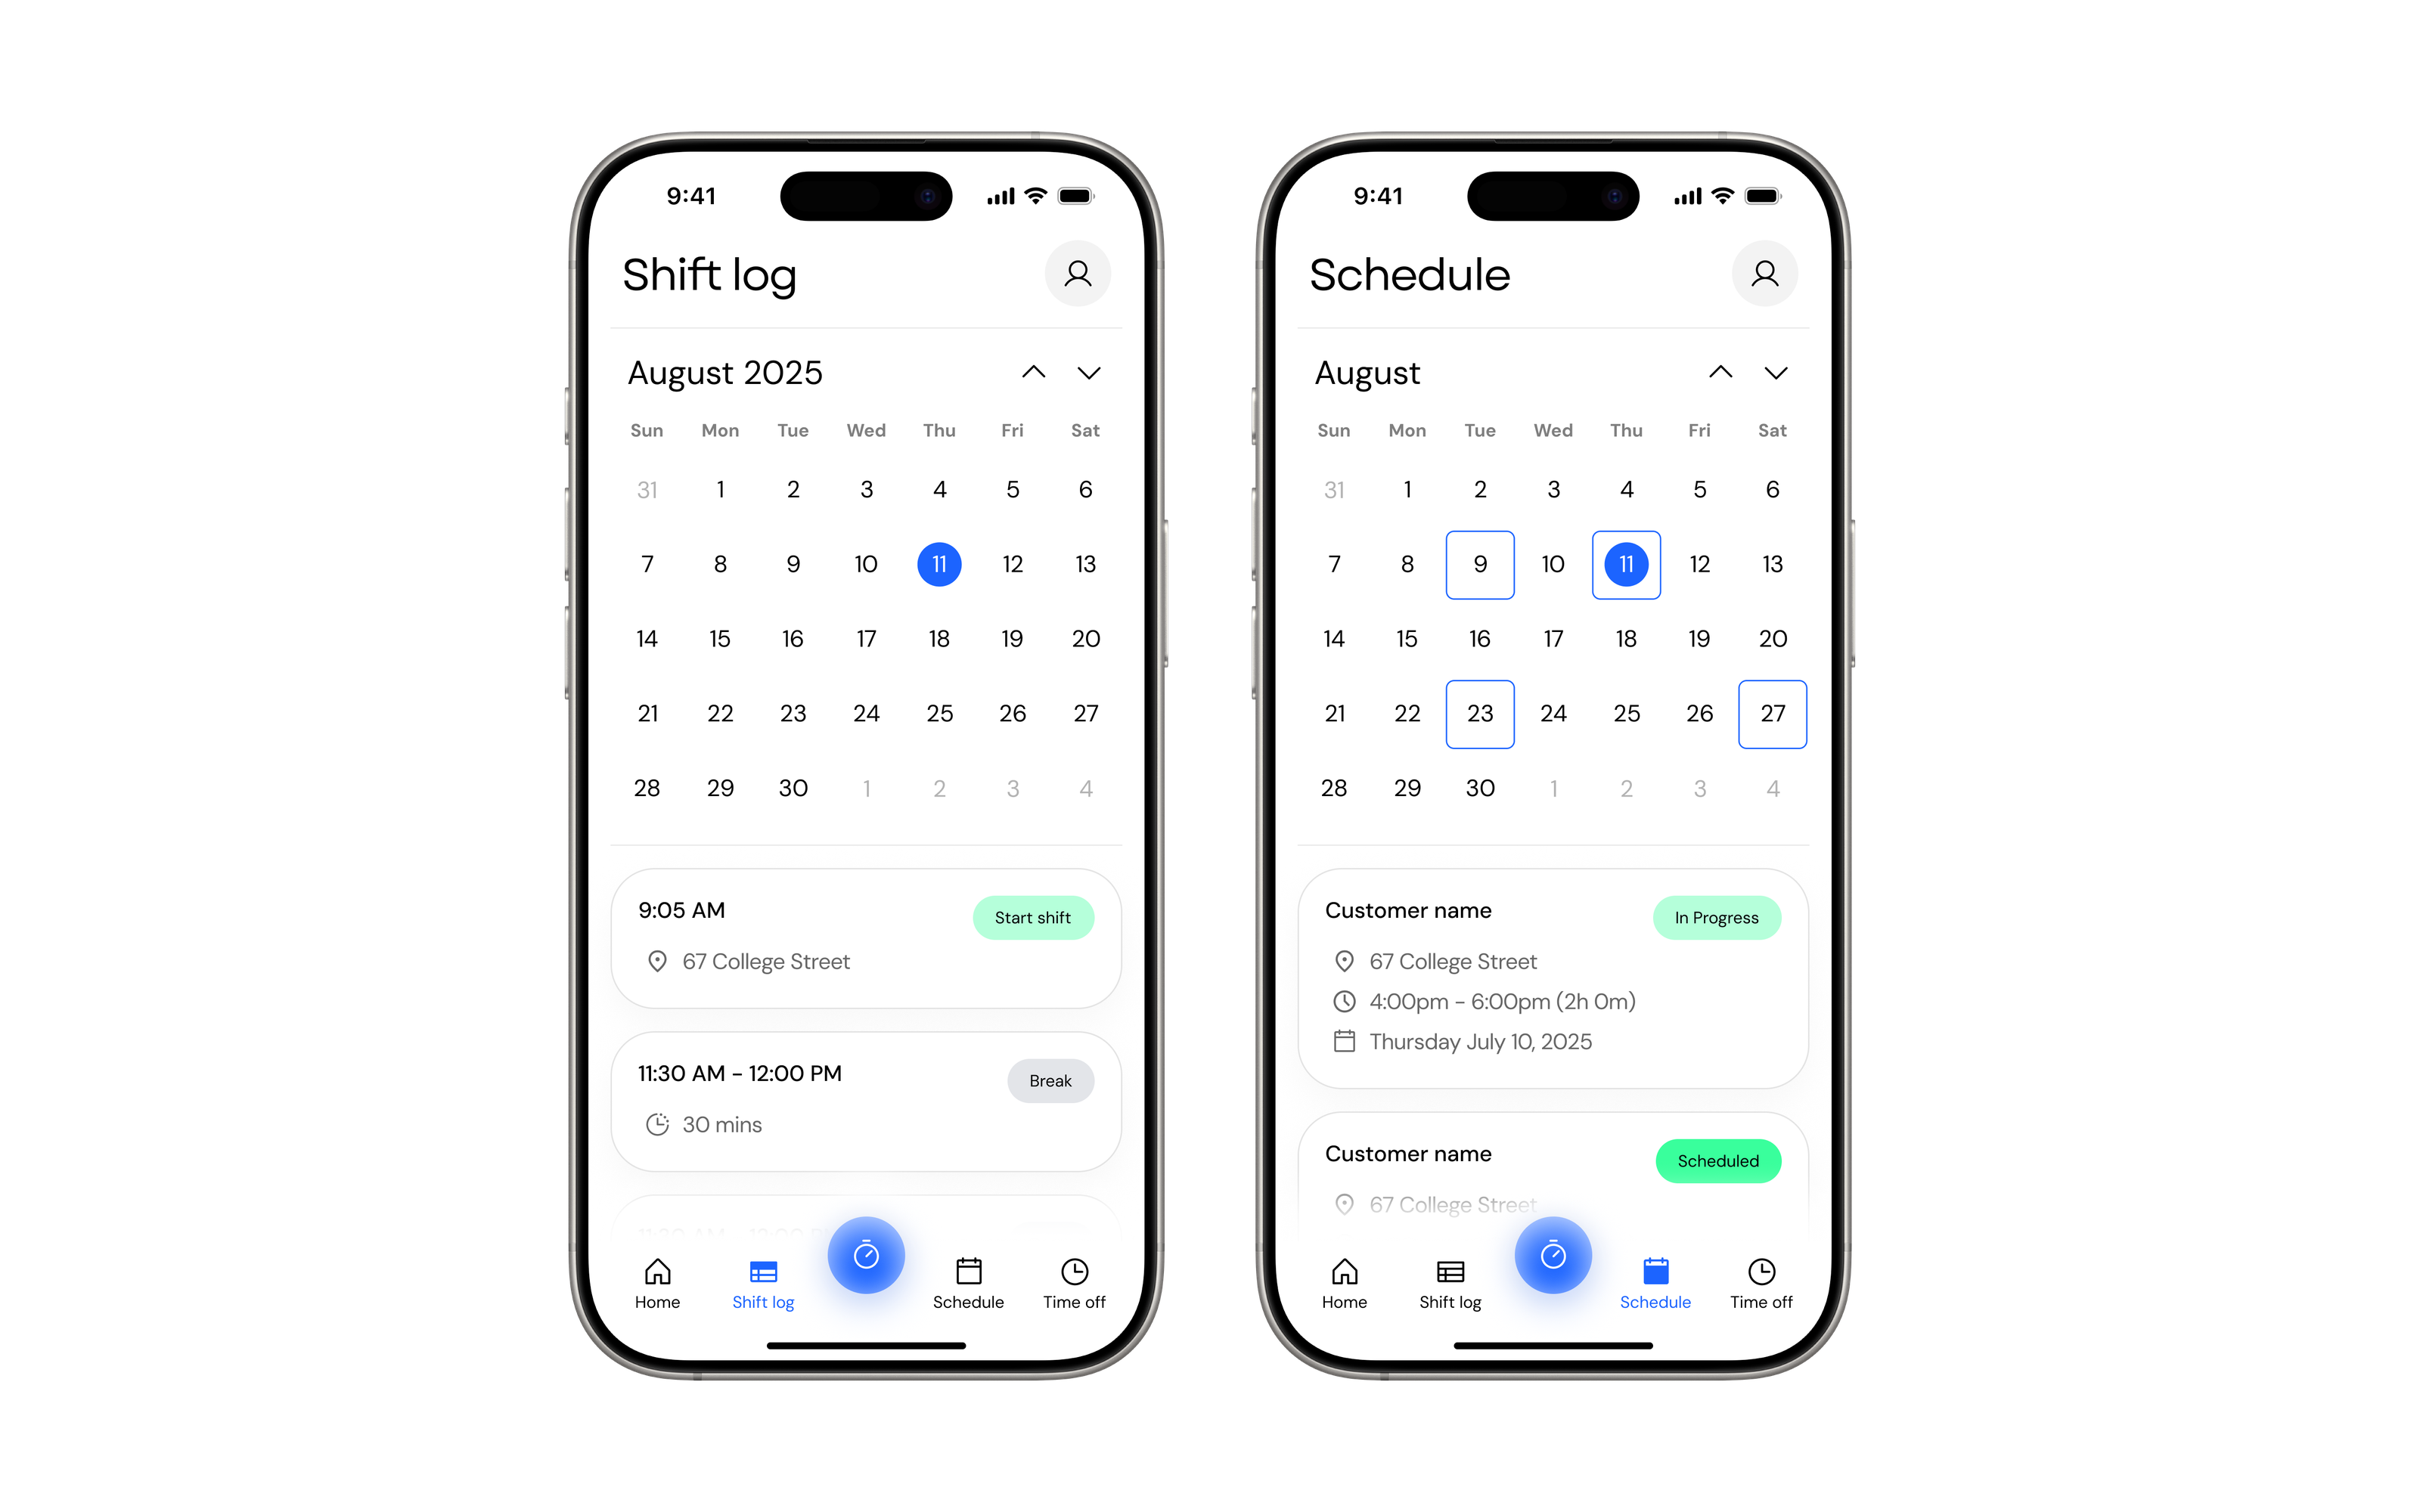 9:41
Shift log
August 2025
Sun Mon Tue Wed Thu Fri Sat
31 1 2 3 4 5 6
7 8 9 10 11 12 13
14 15 16 17 18 19 20
21 22 23 24 25 26 27
28 29 30 1 2 3 4
9:05 AM
Start shift
67 College Street
11:30 AM - 12:00 PM
Break
30 mins
11:30 AM - 12:00 P
Home Shift log Schedule Time off
9:41
Schedule
August
Sun Mon Tue Wed Thu Fri Sat
31 1 2 3 4 5 6
7 8 9 10 11 12 13
14 15 16 17 18 19 20
21 22 23 24 25 26 27
28 29 30 1 2 3 4
Customer name
In Progress
67 College Street
4:00pm - 6:00pm (2h 0m)
Thursday July 10, 2025
Customer name
Scheduled
67 College Street
Home Shift log Schedule Time off